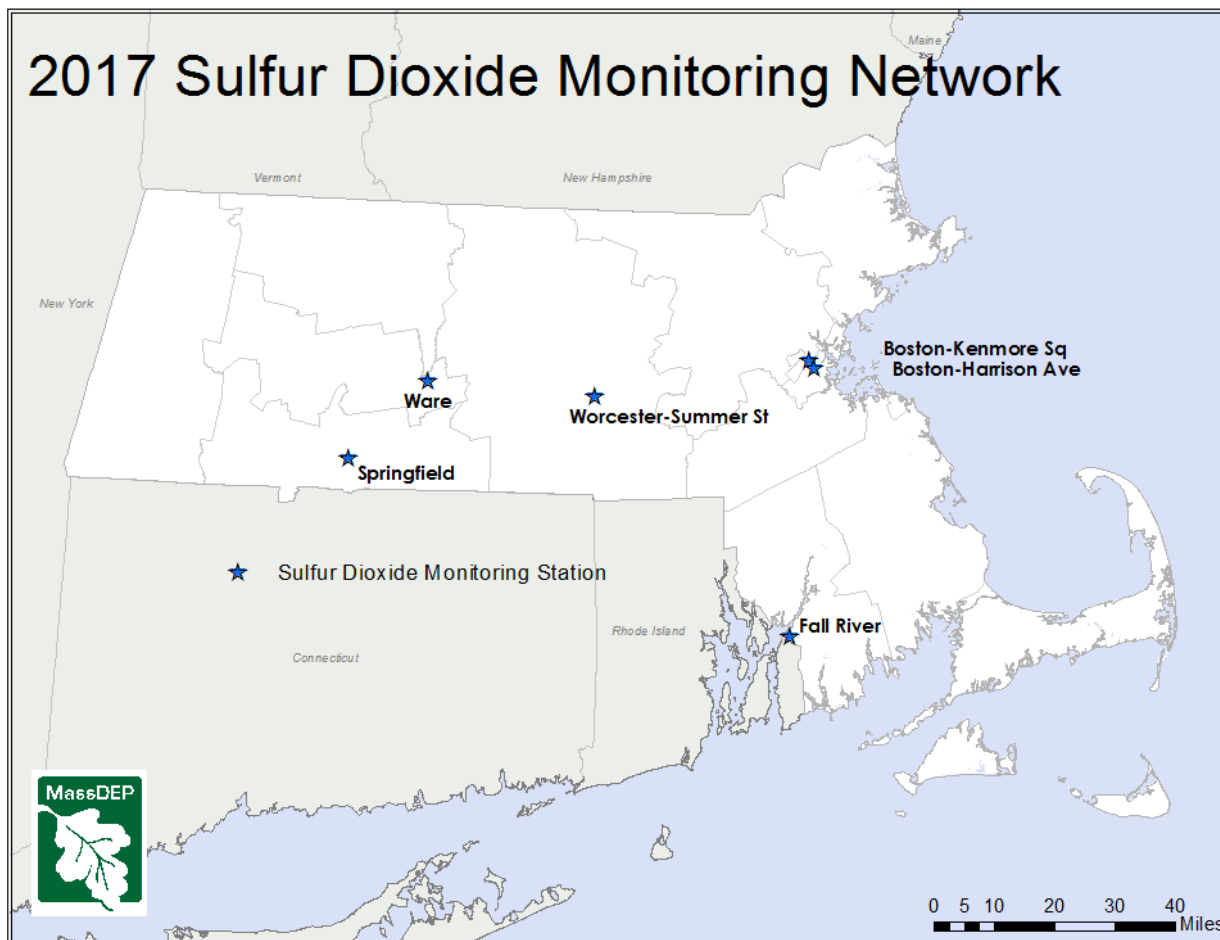 Maine
2017 Sulfur Dioxide Monitoring Network
Vermont
New Hampshire
New York
Boston-Kenmore Sq
Boston-Harrison Ave
Ware
Worcester-Summer St
Springfield
Sulfur Dioxide Monitoring Station
Fall River
Rhode Island
Connecticut
MassDEP
0 5 10 20 30 40
Miles